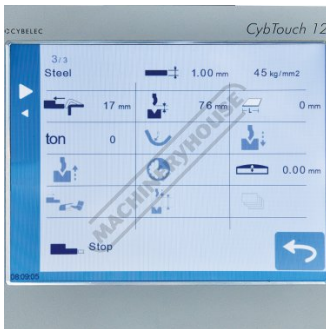 CYBELEC CybTouch 12
3/3
Steel 1.00 mm 45 kg/mm2
17 mm 76 mm L 0 mm
ton 0
0.00 mm
Stop
08:09:05
MACHINERYHOUSE